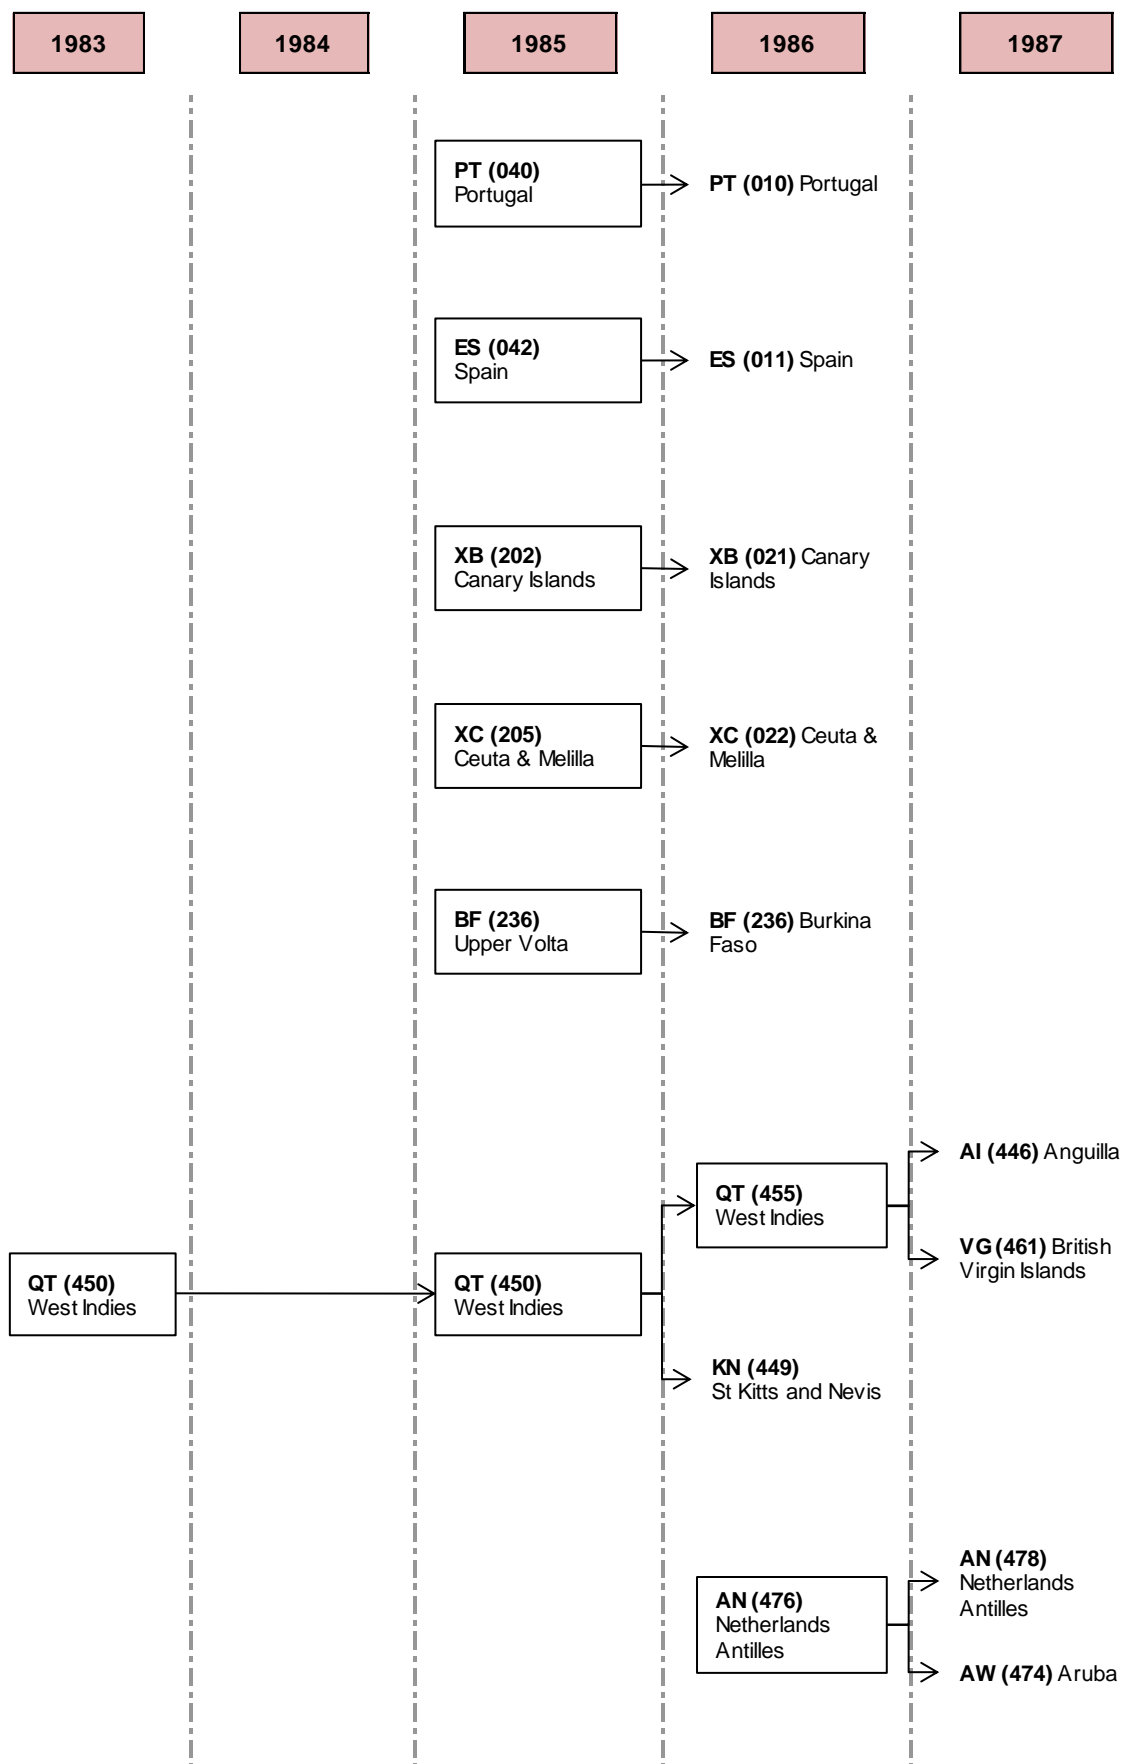 1983
1984
1985
1986
1987
PT (040)
Portugal
PT (010) Portugal
ES (042)
Spain
ES (011) Spain
XB (202)
Canary Islands
XB (021) Canary
Islands
XC (205)
Ceuta & Melilla
XC (022) Ceuta &
Melilla
BF (236)
Upper Volta
BF (236) Burkina
Faso
QT (450)
West Indies
QT (450)
West Indies
QT (455)
West Indies
KN (449)
St Kitts and Nevis
AI (446) Anguilla
VG (461) British
Virgin Islands
AN (476)
Netherlands
Antilles
AN (478)
Netherlands
Antilles
AW (474) Aruba